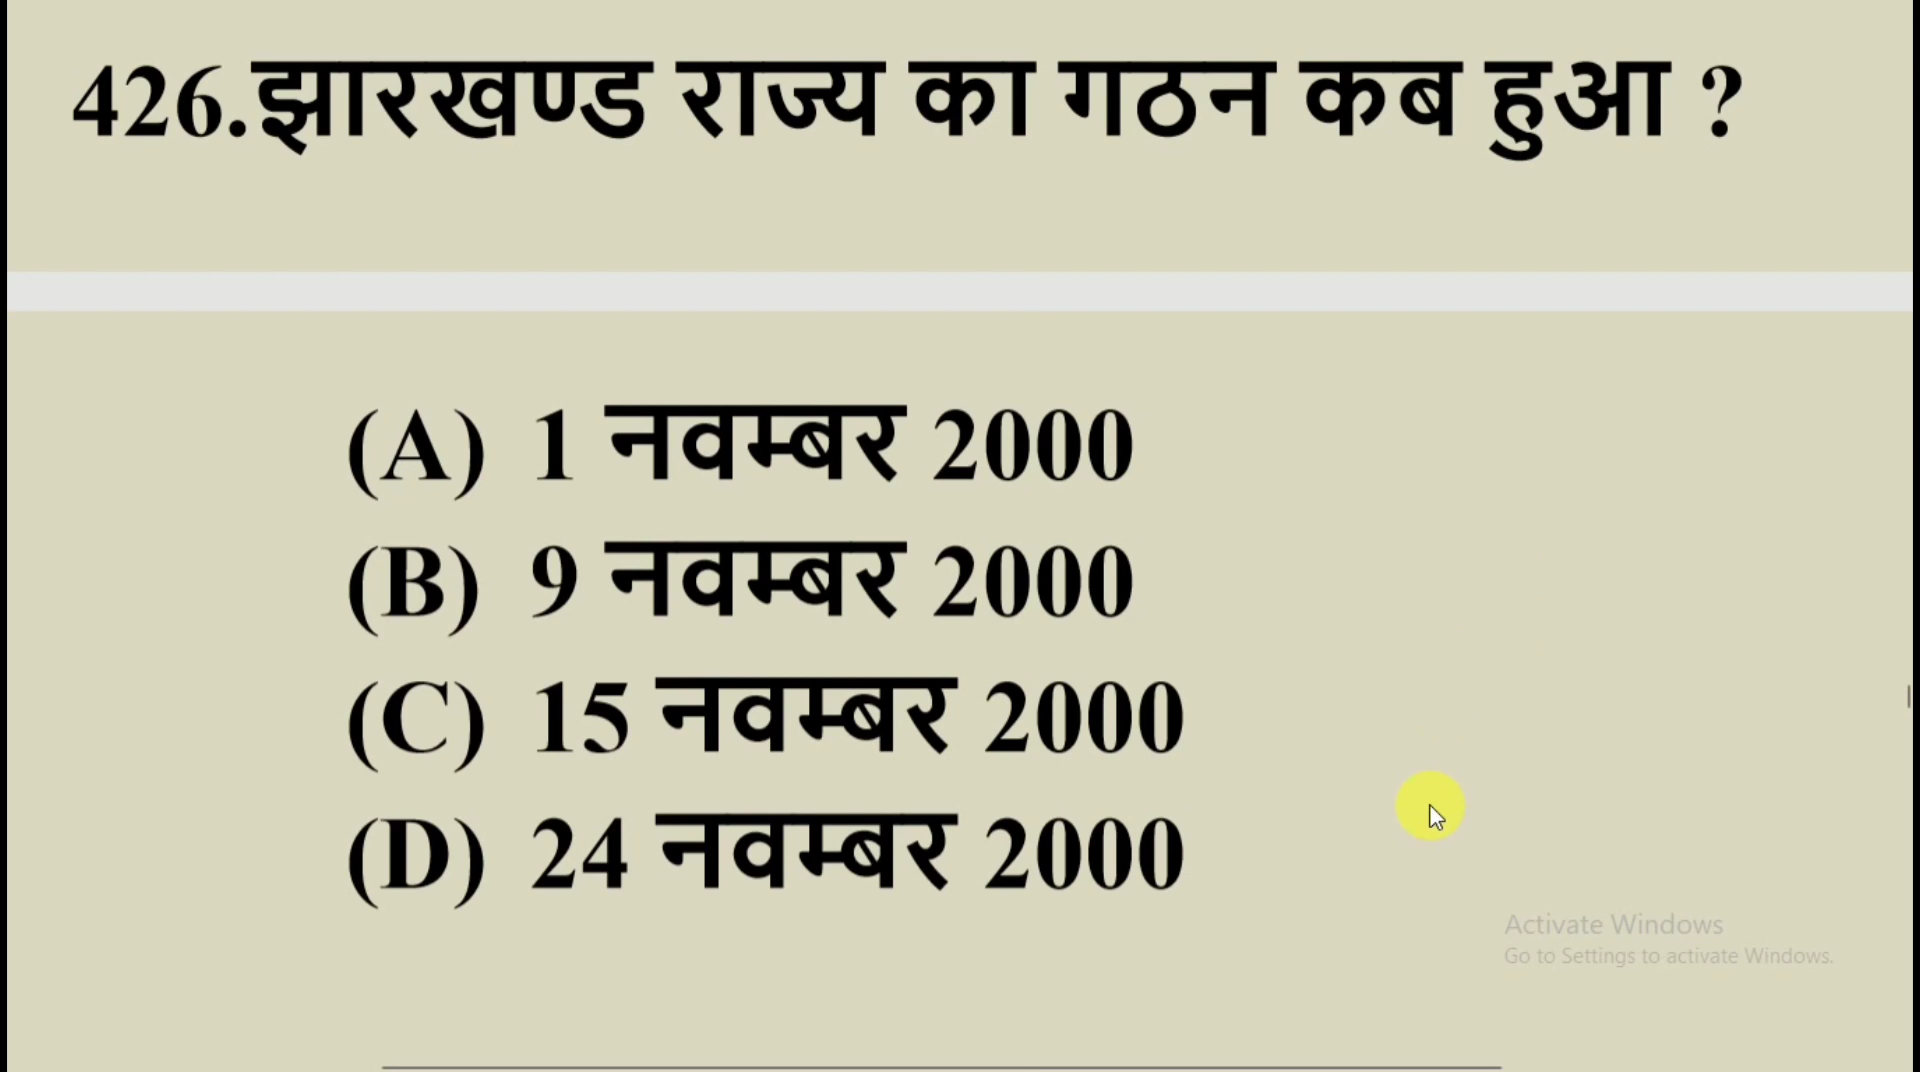 426.झारखण्ड राज्य का गठन कब हुआ ?
(A) 1 नवम्बर 2000
(B) 9 नवम्बर 2000
(C) 15 नवम्बर 2000
(D) 24 नवम्बर 2000
Activate Windows
Go to Settings to activate Windows.